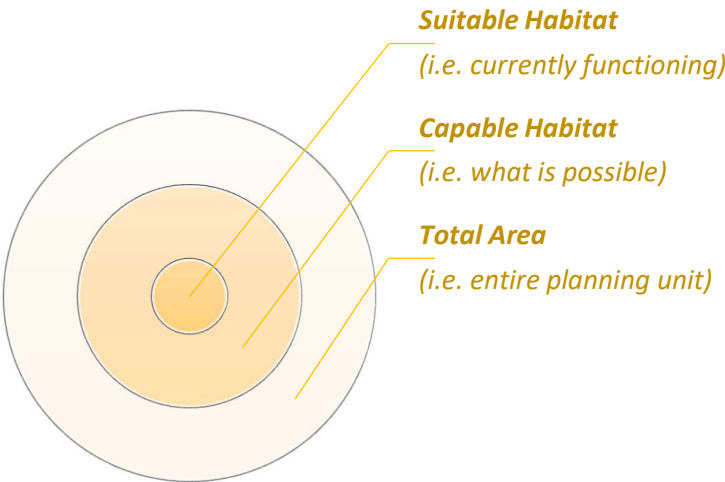 Suitable Habitat
(i.e. currently functioning)
Capable Habitat
(i.e. what is possible)
Total Area
(i.e. entire planning unit)